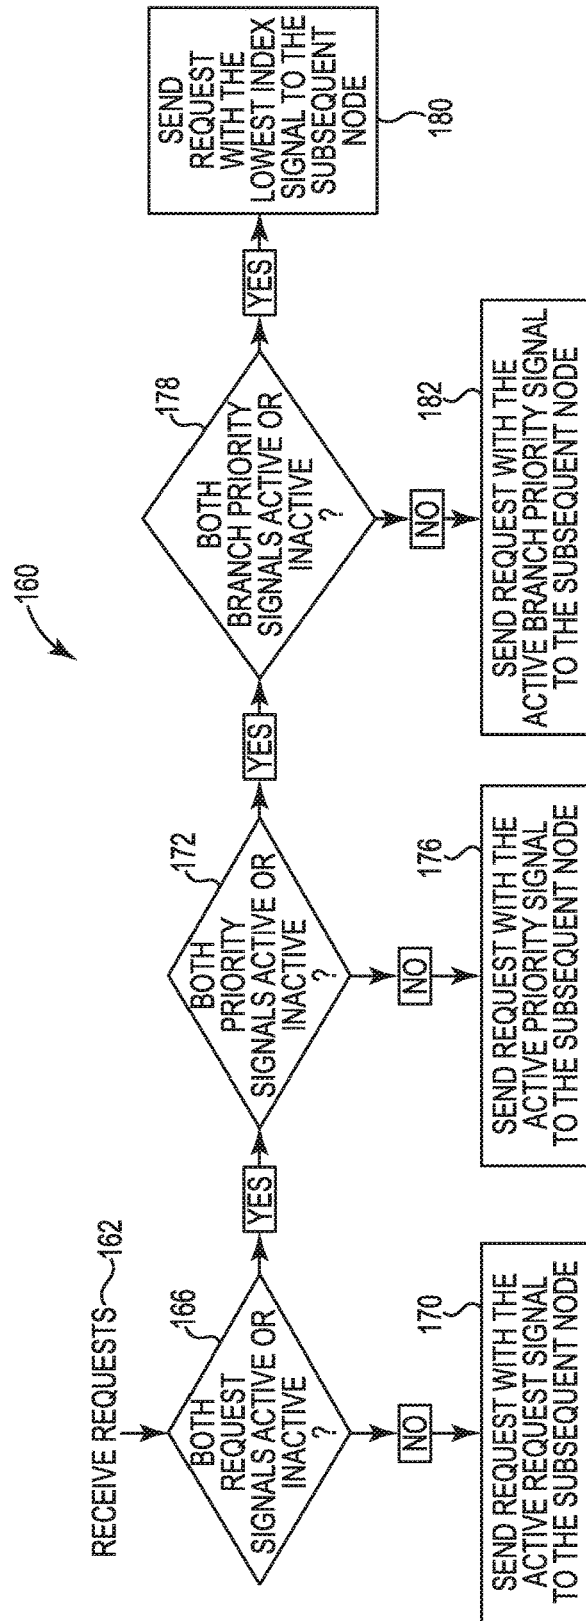 160
RECEIVE REQUESTS
162
166
BOTH
REQUEST
SIGNALS ACTIVE OR
INACTIVE
?
YES
NO
SEND REQUEST WITH THE
ACTIVE REQUEST SIGNAL
TO THE SUBSEQUENT NODE
170
172
BOTH
PRIORITY
SIGNALS ACTIVE OR
INACTIVE
?
YES
NO
SEND REQUEST WITH THE
ACTIVE PRIORITY SIGNAL
TO THE SUBSEQUENT NODE
176
178
BOTH
BRANCH PRIORITY
SIGNALS ACTIVE OR
INACTIVE
?
YES
NO
SEND REQUEST WITH THE
ACTIVE BRANCH PRIORITY SIGNAL
TO THE SUBSEQUENT NODE
182
SEND
REQUEST
WITH THE
LOWEST INDEX
SIGNAL TO THE
SUBSEQUENT
NODE
180